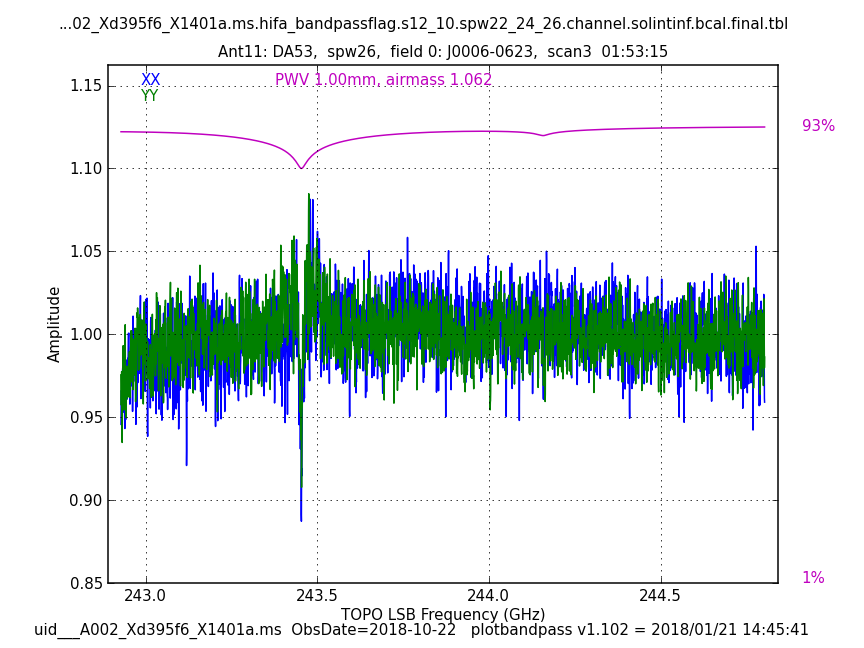 ...02_Xd395f6_X1401a.ms.hifa_bandpassflag.s12_10.spw22_24_26.channel.solintinf.bcal.final.tbl
Ant11: DA53,  spw26,  field 0: J0006-0623,  scan3  01:53:15
XX
PWV 1.00mm, airmass 1.062
YY
1.15
93%
1.10
1.05
1.00
0.95
0.90
0.85
Amplitude
1%
243.0 243.5 244.0 244.5
TOPO LSB Frequency (GHz)
uid___A002_Xd395f6_X1401a.ms  ObsDate=2018-10-22   plotbandpass v1.102 = 2018/01/21 14:45:41